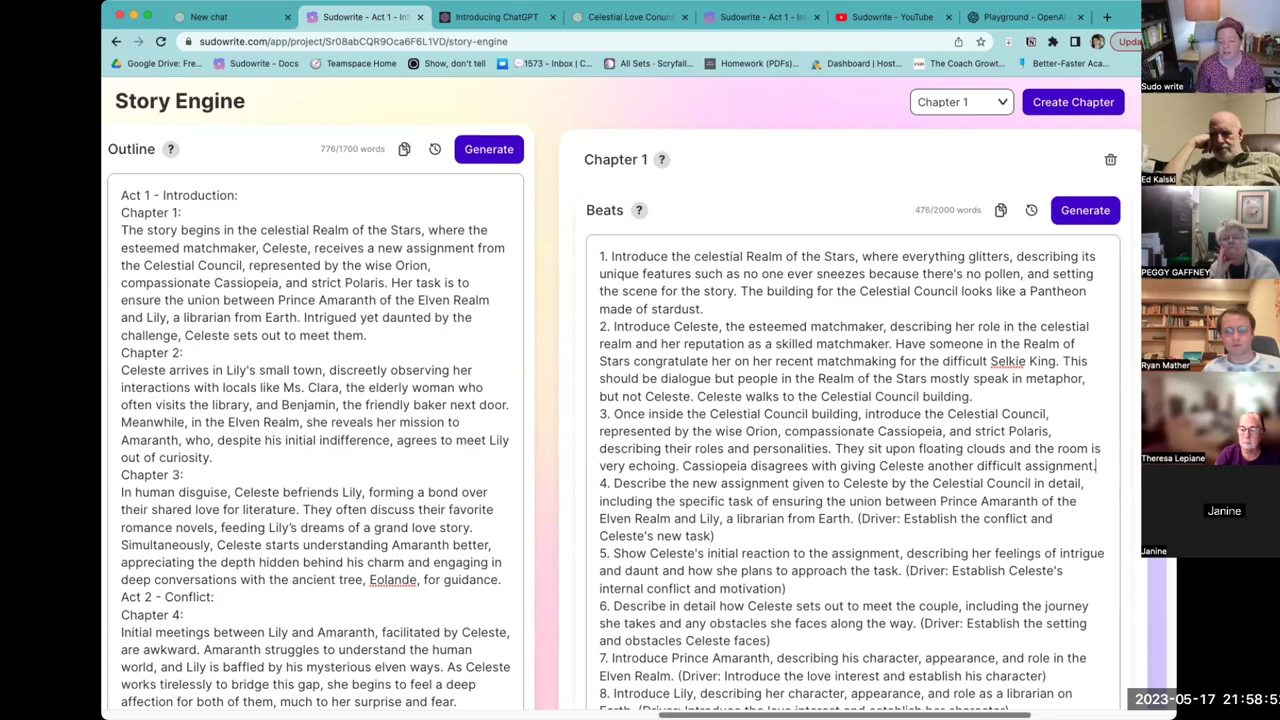 New chat
Sudowrite - Act 1 - Int
Introducing ChatGPT
Celestial Love Conun
Sudowrite - Act 1 - In
Sudowrite - YouTube
Playground - OpenAI
sudowrite.com/app/project/Sr08abCQR9Oca6F6L1VD/story-engine
Upda
Google Drive: Fre...
Sudowrite - Docs
Teamspace Home
Show, don't tell
1573 - Inbox | C...
All Sets · Scryfall...
Homework (PDFs)...
Dashboard | Host...
The Coach Growt...
Better-Faster Aca...
Story Engine
Chapter 1
Create Chapter
Outline ?
776/1700 words
Generate
Act 1 - Introduction:
Chapter 1:
The story begins in the celestial Realm of the Stars, where the
esteemed matchmaker, Celeste, receives a new assignment from
the Celestial Council, represented by the wise Orion,
compassionate Cassiopeia, and strict Polaris. Her task is to
ensure the union between Prince Amaranth of the Elven Realm
and Lily, a librarian from Earth. Intrigued yet daunted by the
challenge, Celeste sets out to meet them.
Chapter 2:
Celeste arrives in Lily's small town, discreetly observing her
interactions with locals like Ms. Clara, the elderly woman who
often visits the library, and Benjamin, the friendly baker next door.
Meanwhile, in the Elven Realm, she reveals her mission to
Amaranth, who, despite his initial indifference, agrees to meet Lily
out of curiosity.
Chapter 3:
In human disguise, Celeste befriends Lily, forming a bond over
their shared love for literature. They often discuss their favorite
romance novels, feeding Lily's dreams of a grand love story.
Simultaneously, Celeste starts understanding Amaranth better,
appreciating the depth hidden behind his charm and engaging in
deep conversations with the ancient tree, Eolande, for guidance.
Act 2 - Conflict:
Chapter 4:
Initial meetings between Lily and Amaranth, facilitated by Celeste,
are awkward. Amaranth struggles to understand the human
world, and Lily is baffled by his mysterious elven ways. As Celeste
works tirelessly to bridge this gap, she begins to feel a deep
affection for both of them, much to her surprise and fear.
Chapter 1 ?
Beats ?
476/2000 words
Generate
1. Introduce the celestial Realm of the Stars, where everything glitters, describing its
unique features such as no one ever sneezes because there's no pollen, and setting
the scene for the story. The building for the Celestial Council looks like a Pantheon
made of stardust.
2. Introduce Celeste, the esteemed matchmaker, describing her role in the celestial
realm and her reputation as a skilled matchmaker. Have someone in the Realm of
Stars congratulate her on her recent matchmaking for the difficult Selkie King. This
should be dialogue but people in the Realm of the Stars mostly speak in metaphor,
but not Celeste. Celeste walks to the Celestial Council building.
3. Once inside the Celestial Council building, introduce the Celestial Council,
represented by the wise Orion, compassionate Cassiopeia, and strict Polaris,
describing their roles and personalities. They sit upon floating clouds and the room is
very echoing. Cassiopeia disagrees with giving Celeste another difficult assignment.
4. Describe the new assignment given to Celeste by the Celestial Council in detail,
including the specific task of ensuring the union between Prince Amaranth of the
Elven Realm and Lily, a librarian from Earth. (Driver: Establish the conflict and
Celeste's new task)
5. Show Celeste's initial reaction to the assignment, describing her feelings of intrigue
and daunt and how she plans to approach the task. (Driver: Establish Celeste's
internal conflict and motivation)
6. Describe in detail how Celeste sets out to meet the couple, including the journey
she takes and any obstacles she faces along the way. (Driver: Establish the setting
and obstacles Celeste faces)
7. Introduce Prince Amaranth, describing his character, appearance, and role in the
Elven Realm. (Driver: Introduce the love interest and establish his character)
8. Introduce Lily, describing her character, appearance, and role as a librarian on
Earth. (Driver: Introduce the love interest and establish her character)
Sudo write
Ed Kalski
PEGGY GAFFNEY
Ryan Mather
Theresa Lepiane
Janine
Janine
2023-05-17 21:58:5